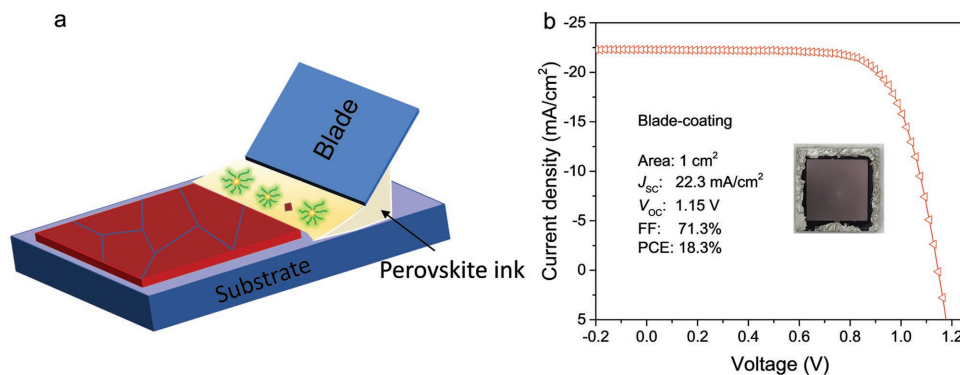 a
Blade
Perovskite ink
Substrate
b
Current density (mA/cm²)
-25
-20
-15
-10
-5
0
5
Blade-coating
Area: 1 cm²
Jsc: 22.3 mA/cm²
Voc: 1.15 V
FF: 71.3%
PCE: 18.3%
-0.2 0.0 0.2 0.4 0.6 0.8 1.0 1.2
Voltage (V)